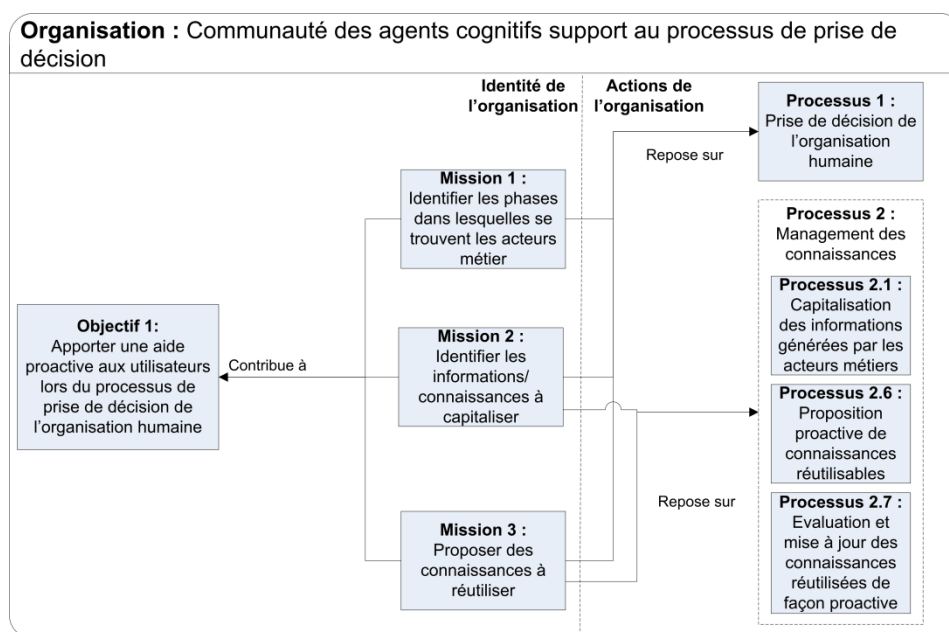 Organisation : Communauté des agents cognitifs support au processus de prise de
décision
Identité de
l'organisation
Actions de
l'organisation
Objectif 1:
Apporter une aide
proactive aux utilisateurs
lors du processus de
prise de décision de
l'organisation humaine
Contribue à
Mission 1 :
Identifier les phases
dans lesquelles se
trouvent les acteurs
métier
Mission 2 :
Identifier les
informations/
connaissances à
capitaliser
Mission 3 :
Proposer des
connaissances à
réutiliser
Repose sur
Repose sur
Processus 1 :
Prise de décision de
l'organisation
humaine
Processus 2 :
Management des
connaissances
Processus 2.1 :
Capitalisation
des informations
générées par les
acteurs métiers
Processus 2.6 :
Proposition
proactive de
connaissances
réutilisables
Processus 2.7 :
Evaluation et
mise à jour des
connaissances
réutilisées de
façon proactive